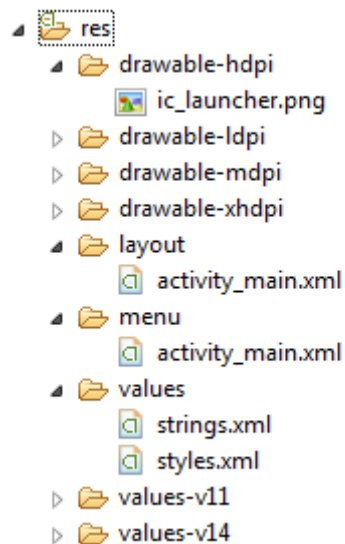 res
drawable-hdpi
ic_launcher.png
drawable-ldpi
drawable-mdpi
drawable-xhdpi
layout
activity_main.xml
menu
activity_main.xml
values
strings.xml
styles.xml
values-v11
values-v14